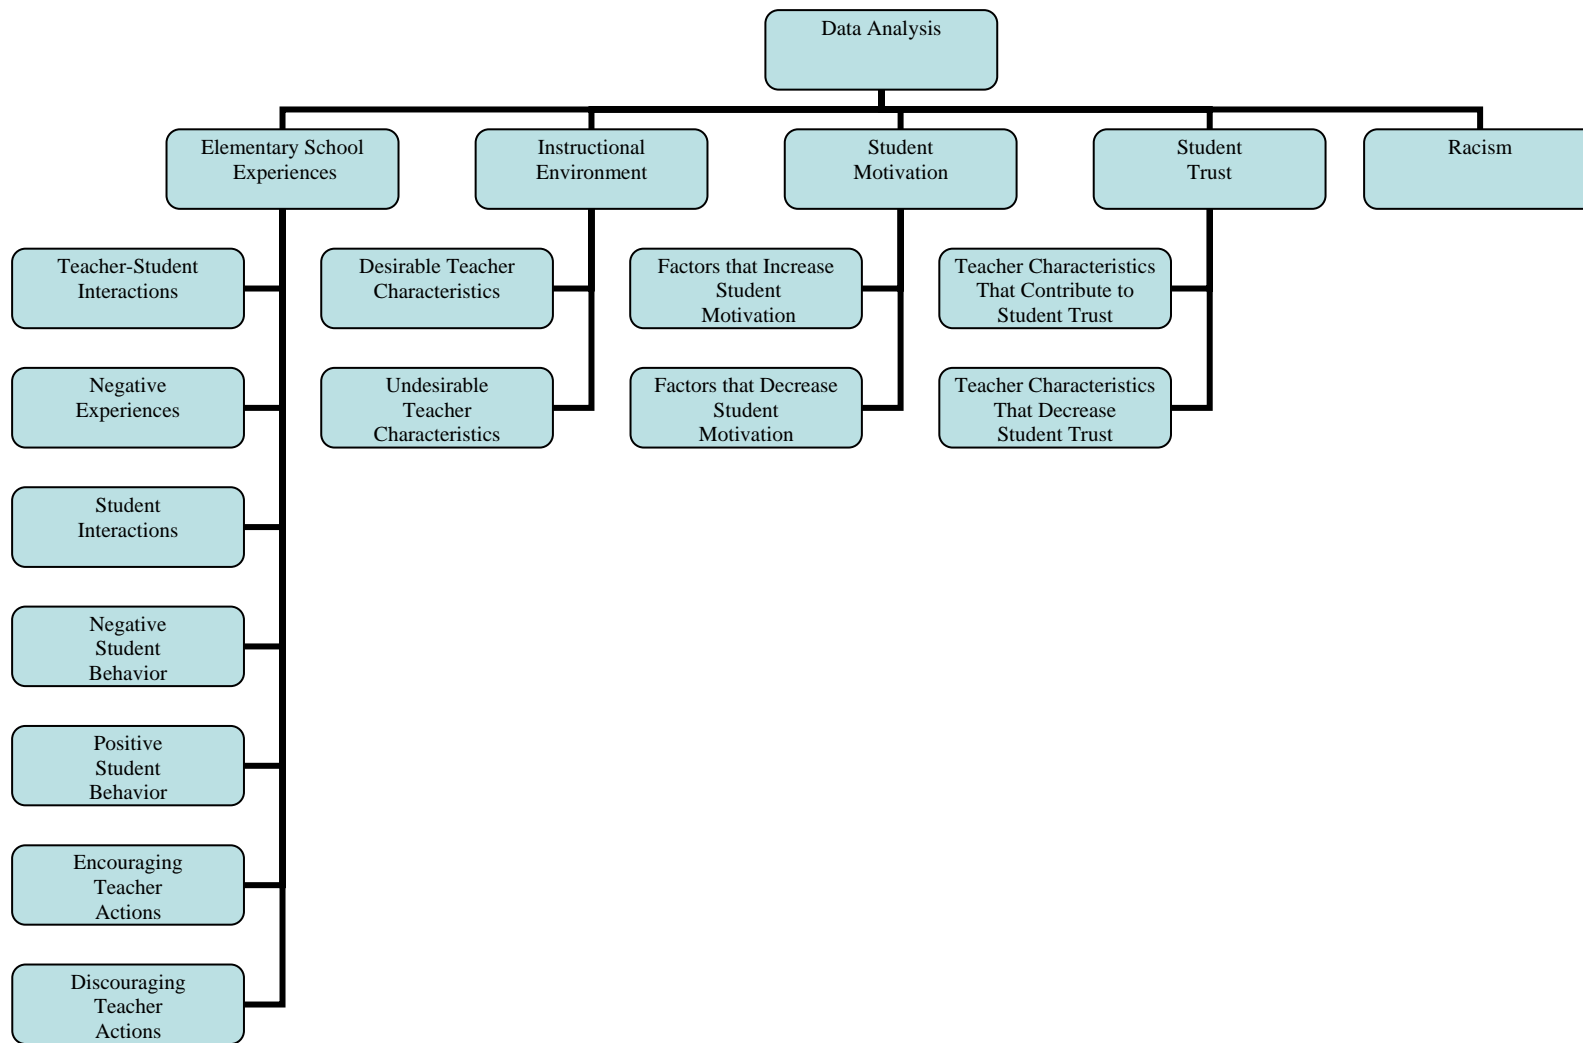 Data Analysis
Elementary School
Experiences
Instructional
Environment
Student
Motivation
Student
Trust
Racism
Teacher-Student
Interactions
Desirable Teacher
Characteristics
Factors that Increase
Student
Motivation
Teacher Characteristics
That Contribute to
Student Trust
Negative
Experiences
Undesirable
Teacher
Characteristics
Factors that Decrease
Student
Motivation
Teacher Characteristics
That Decrease
Student Trust
Student
Interactions
Negative
Student
Behavior
Positive
Student
Behavior
Encouraging
Teacher
Actions
Discouraging
Teacher
Actions